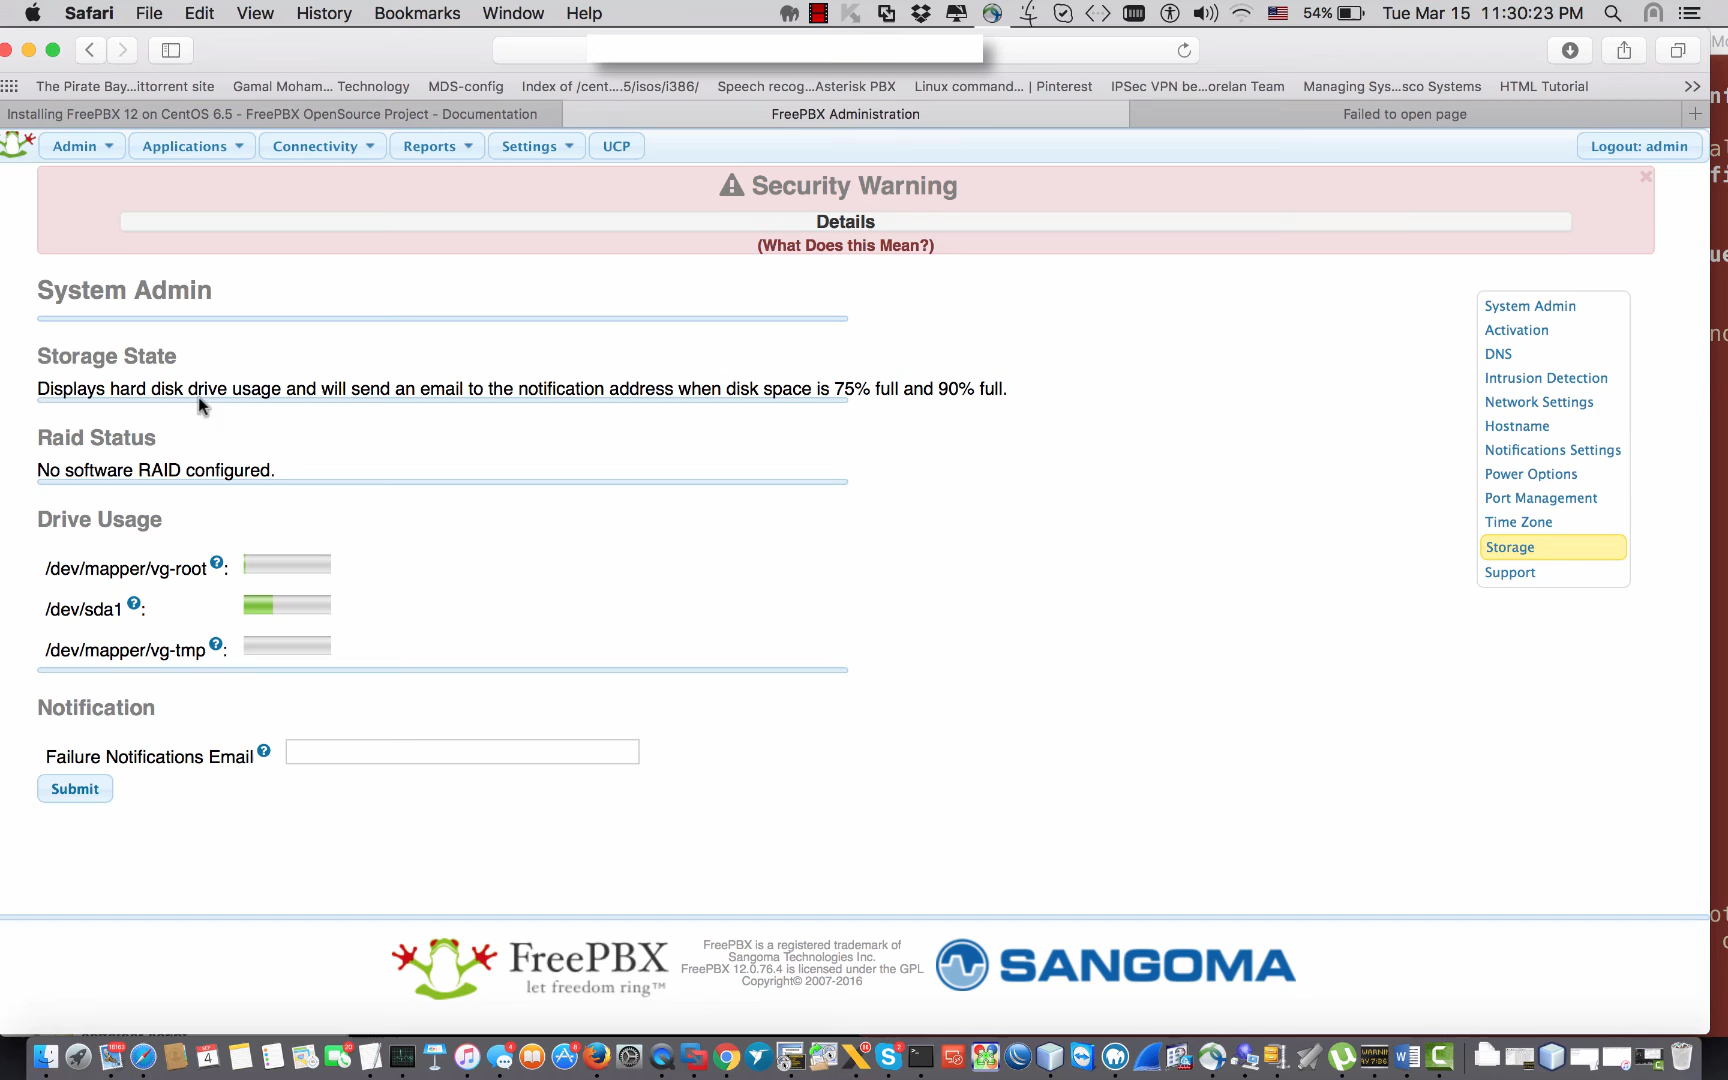 Safari File Edit View History Bookmarks Window Help 54% Tue Mar 15 11:30:23 PM
The Pirate Bay...ittorrent site Gamal Moham... Technology MDS-config Index of /cent....5/isos/i386/ Speech recog...Asterisk PBX Linux command... | Pinterest IPSec VPN be...orelan Team Managing Sys...sco Systems HTML Tutorial
Installing FreePBX 12 on CentOS 6.5 - FreePBX OpenSource Project - Documentation FreePBX Administration Failed to open page
Admin Applications Connectivity Reports Settings UCP Logout: admin
Security Warning
Details
(What Does this Mean?)
System Admin
Storage State
Displays hard disk drive usage and will send an email to the notification address when disk space is 75% full and 90% full.
Raid Status
No software RAID configured.
Drive Usage
/dev/mapper/vg-root ? :
/dev/sda1 ? :
/dev/mapper/vg-tmp ? :
Notification
Failure Notifications Email ?
Submit
System Admin
Activation
DNS
Intrusion Detection
Network Settings
Hostname
Notifications Settings
Power Options
Port Management
Time Zone
Storage
Support
FreePBX
let freedom ring™
FreePBX is a registered trademark of
Sangoma Technologies Inc.
FreePBX 12.0.76.4 is licensed under the GPL
Copyright© 2007-2016
SANGOMA